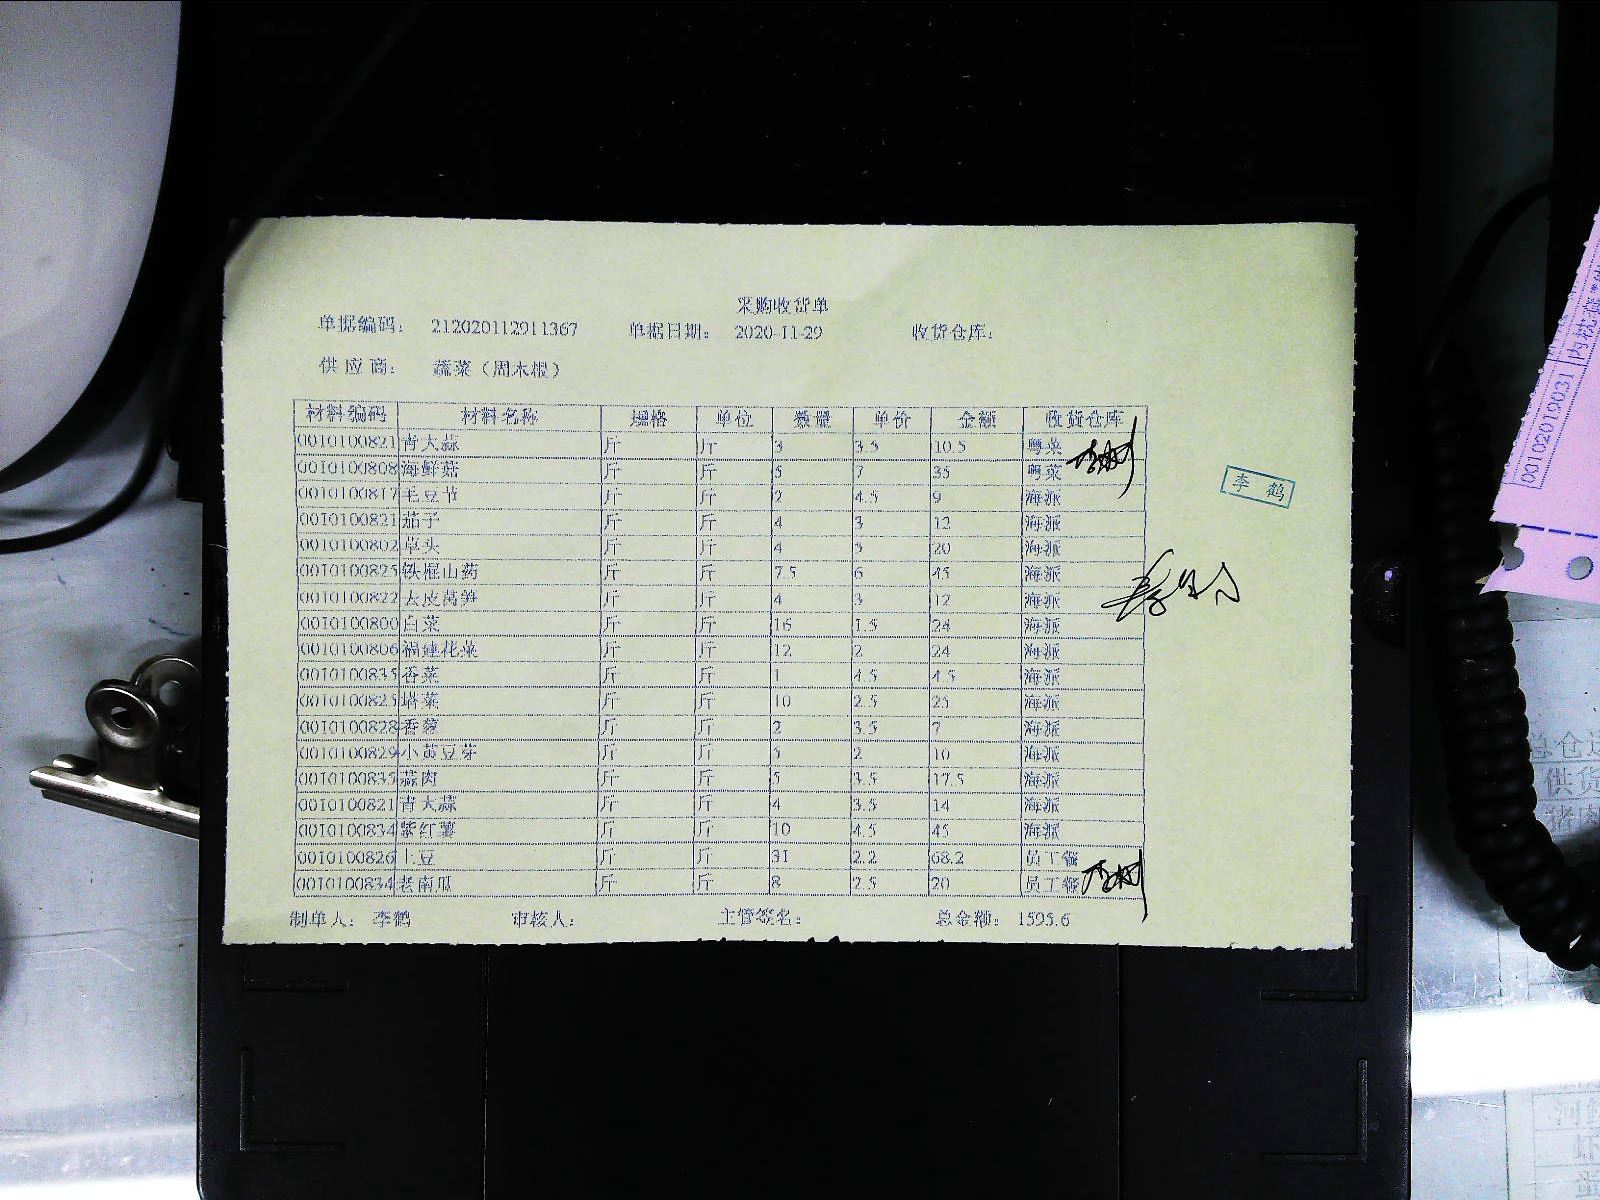 采购收货单
单据编码： 212020112911367 单据日期： 2020-11-29 收货仓库：
供应商： 蔬菜（周木根）
材料编码 材料名称 规格 单位 数量 单价 金额 收货仓库
0010100821 青大蒜 斤 斤 3 3.5 10.5 粤菜
0010100808 海鲜菇 斤 斤 5 7 35 粤菜
0010100817 毛豆节 斤 斤 2 4.5 9 海派
0010100821 茄子 斤 斤 4 3 12 海派
0010100802 草头 斤 斤 4 5 20 海派
0010100825 铁棍山药 斤 斤 7.5 6 45 海派
0010100822 去皮莴笋 斤 斤 4 3 12 海派
0010100800 白菜 斤 斤 16 1.5 24 海派
0010100806 福建花菜 斤 斤 12 2 24 海派
0010100835 香菜 斤 斤 1 4.5 4.5 海派
0010100825 塔菜 斤 斤 10 2.5 25 海派
0010100828 香葱 斤 斤 2 3.5 7 海派
0010100829 小黄豆芽 斤 斤 5 2 10 海派
0010100835 蒜肉 斤 斤 5 3.5 17.5 海派
0010100821 青大蒜 斤 斤 4 3.5 14 海派
0010100834 紫红薯 斤 斤 10 4.5 45 海派
0010100826 土豆 斤 斤 31 2.2 68.2 员工餐
0010100834 老南瓜 斤 斤 8 2.5 20 员工餐
制单人： 李鹤 审核人： 主管签名： 总金额： 1595.6
李 鹤
00102019031
供货